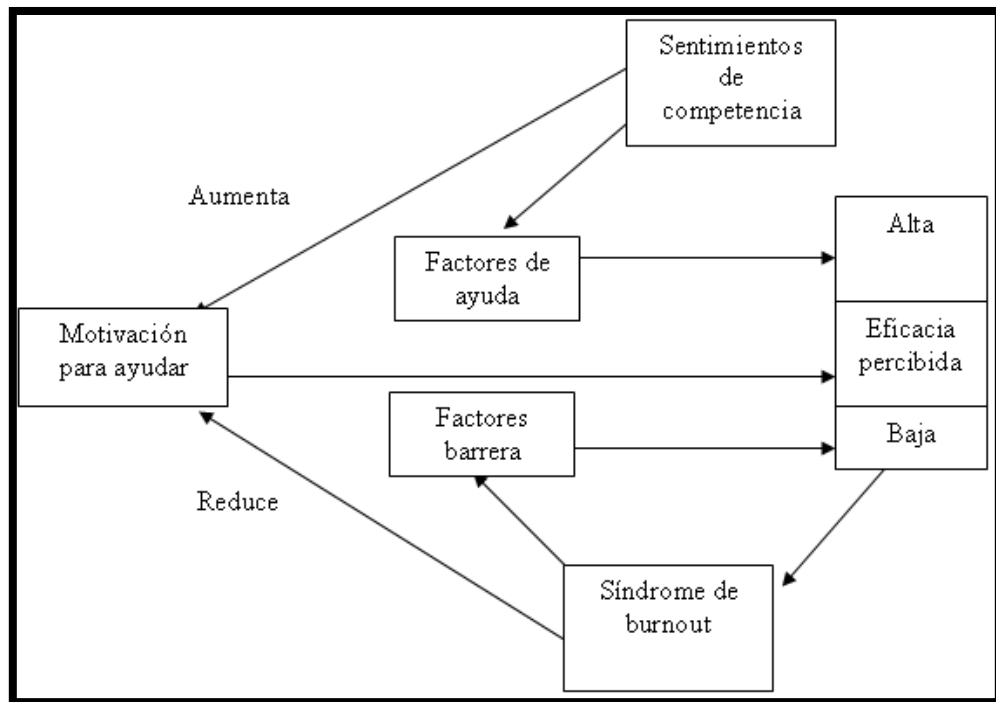 Sentimientos
de
competencia
Aumenta
Alta
Factores de
ayuda
Motivación
para ayudar
Eficacia
percibida
Factores
barrera
Baja
Reduce
Síndrome de
burnout